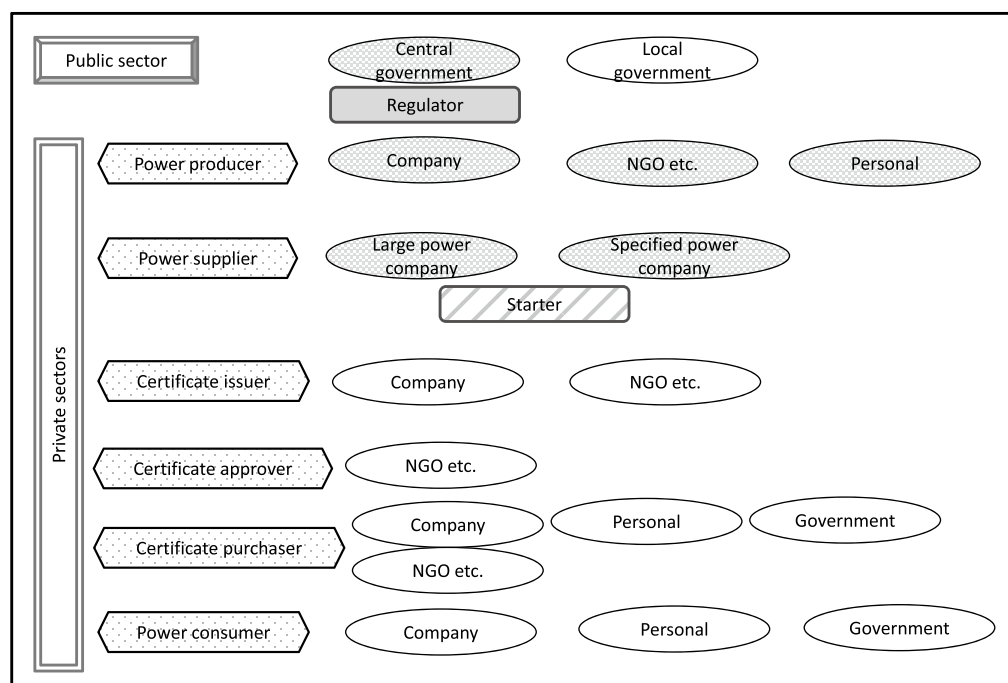 Public sector
Central
government
Local
government
Regulator
Private sectors
Power producer
Company
NGO etc.
Personal
Power supplier
Large power
company
Specified power
company
Starter
Certificate issuer
Company
NGO etc.
Certificate approver
NGO etc.
Certificate purchaser
Company
Personal
Government
NGO etc.
Power consumer
Company
Personal
Government